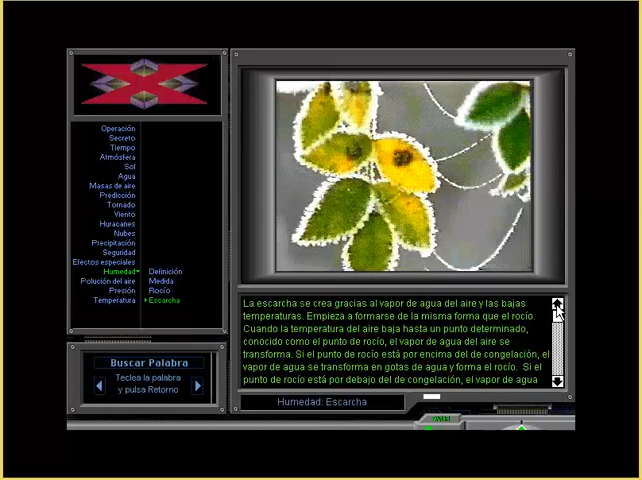 Operación
Secreto
Tiempo
Atmósfera
Sol
Agua
Masas de aire
Predicción
Tornado
Viento
Huracanes
Nubes
Precipitación
Seguridad
Efectos especiales
Humedad
Polución del aire
Presión
Temperatura
Definición
Medida
Rocío
Escarcha
Buscar Palabra
Teclea la palabra
y pulsa Retorno
La escarcha se crea gracias al vapor de agua del aire y las bajas
temperaturas. Empieza a formarse de la misma forma que el rocío.
Cuando la temperatura del aire baja hasta un punto determinado,
conocido como el punto de rocío, el vapor de agua del aire se
transforma. Si el punto de rocío está por encima del de congelación, el
vapor de agua se transforma en gotas de agua y forma el rocío. Si el
punto de rocío está por debajo del de congelación, el vapor de agua
Humedad: Escarcha